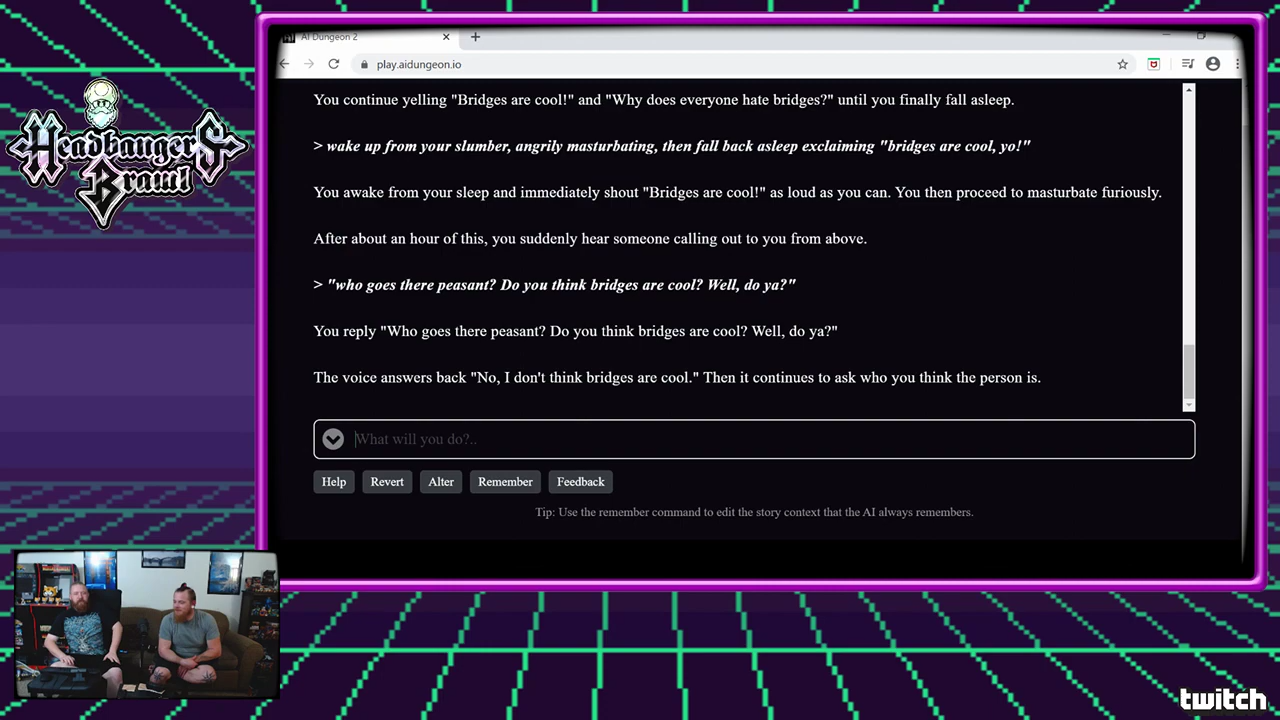 AI Dungeon 2
play.aidungeon.io
Headbangers
Brawl
You continue yelling "Bridges are cool!" and "Why does everyone hate bridges?" until you finally fall asleep.
> wake up from your slumber, angrily masturbating, then fall back asleep exclaiming "bridges are cool, yo!"
You awake from your sleep and immediately shout "Bridges are cool!" as loud as you can. You then proceed to masturbate furiously.
After about an hour of this, you suddenly hear someone calling out to you from above.
> "who goes there peasant? Do you think bridges are cool? Well, do ya?"
You reply "Who goes there peasant? Do you think bridges are cool? Well, do ya?"
The voice answers back "No, I don't think bridges are cool." Then it continues to ask who you think the person is.
What will you do?..
Help Revert Alter Remember Feedback
Tip: Use the remember command to edit the story context that the AI always remembers.
twitch